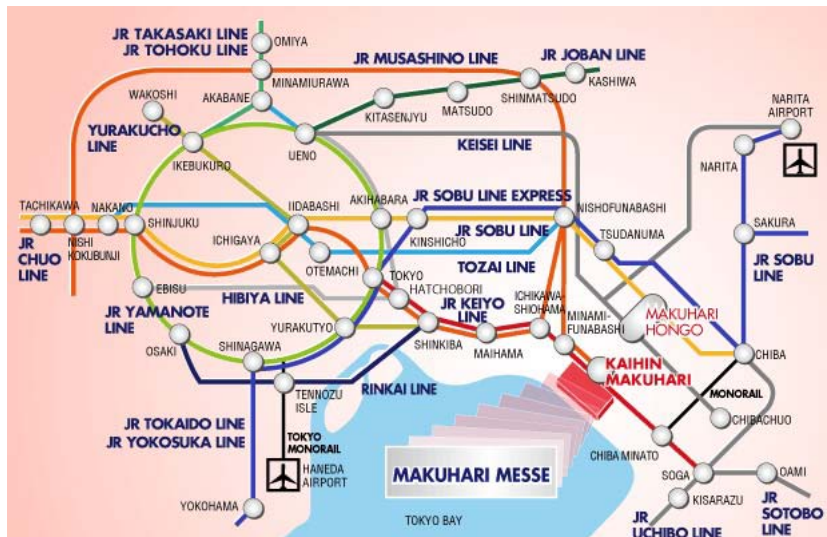 JR TAKASAKI LINE
JR TOHOKU LINE
OMIYA
JR MUSASHINO LINE
JR JOBAN LINE
MINAMIURAWA
KASHIWA
WAKOSHI
AKABANE
SHINMATSUDO
MATSUDO
KITASENJYU
NARITA
AIRPORT
YURAKUCHO
LINE
UENO
KEISEI LINE
IKEBUKURO
NARITA
TACHIKAWA
NAKANO
SHINJUKU
IIDABASHI
AKIHABARA
JR SOBU LINE EXPRESS
NISHOFUNABASHI
KINSHICHO
JR SOBU LINE
TSUDANUMA
SAKURA
JR
CHUO
LINE
NISHI
KOKUBUNJI
ICHIGAYA
OTEMACHI
TOZAI LINE
JR SOBU
LINE
TOKYO
HATCHOBORI
EBISU
HIBIYA LINE
JR KEIYO
LINE
ICHIKAWA-
SHIOHAMA
MINAMI-
FUNABASHI
MAKUHARI
HONGO
JR YAMANOTE
LINE
YURAKUTYO
SHINKIBA
MAIHAMA
OSAKI
SHINAGAWA
CHIBA
KAIHIN
MAKUHARI
RINKAI LINE
TENNOZU
ISLE
MONORAIL
CHIBACHUO
JR TOKAIDO LINE
JR YOKOSUKA LINE
TOKYO
MONORAIL
HANEDA
AIRPORT
MAKUHARI MESSE
CHIBA MINATO
SOGA
OAMI
KISARAZU
YOKOHAMA
TOKYO BAY
JR
UCHIBO LINE
JR
SOTOBO
LINE